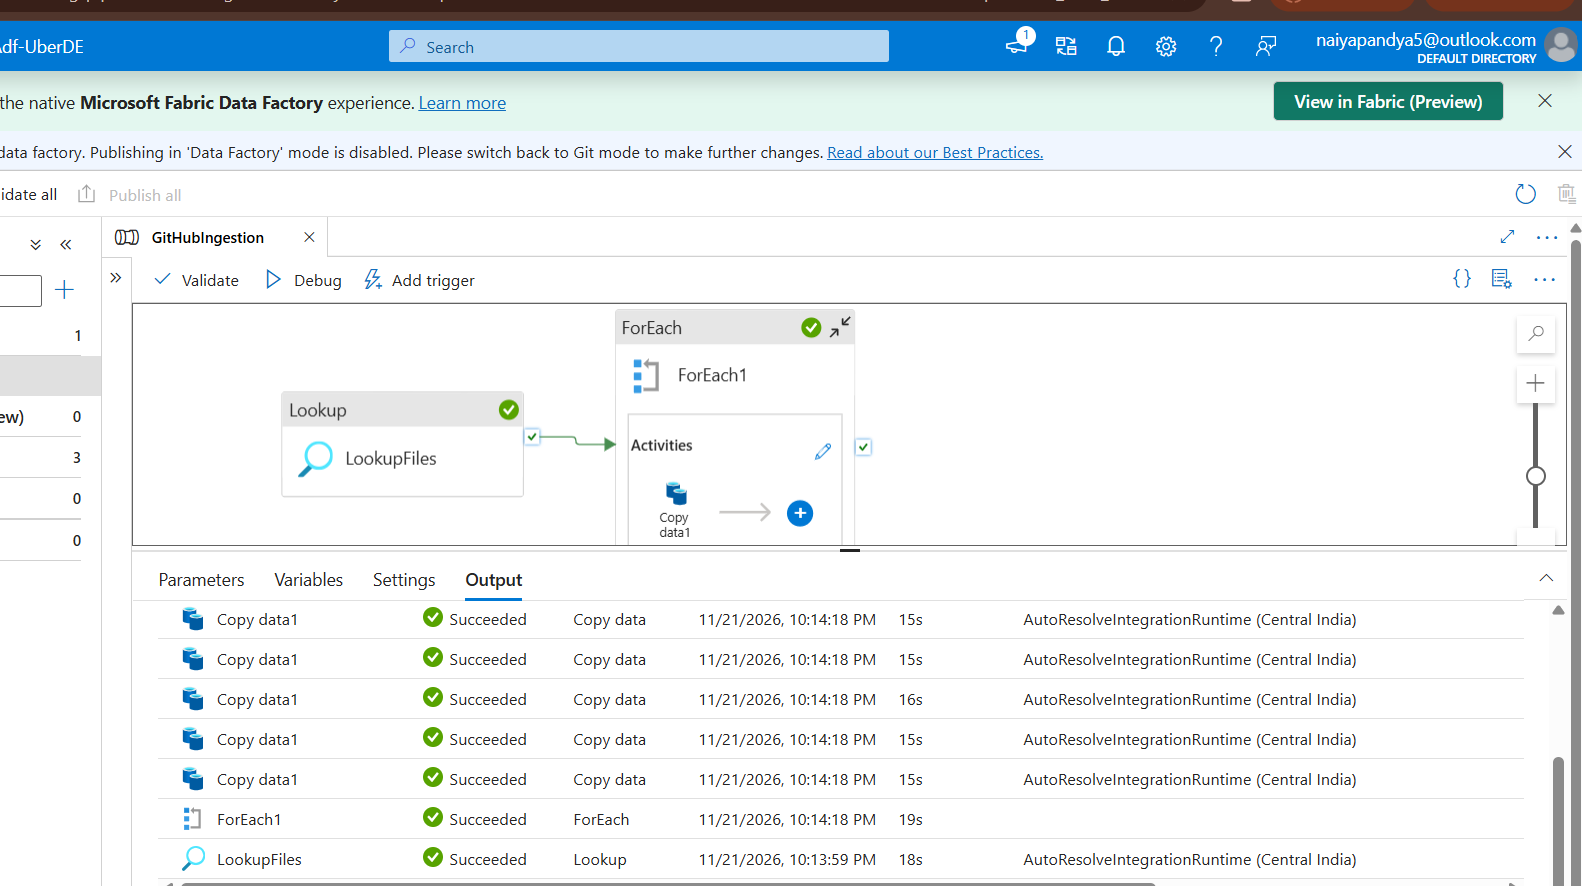 df-UberDE
Search
1
naiyapandya5@outlook.com
DEFAULT DIRECTORY
the native Microsoft Fabric Data Factory experience. Learn more
View in Fabric (Preview)
data factory. Publishing in 'Data Factory' mode is disabled. Please switch back to Git mode to make further changes. Read about our Best Practices.
idate all
Publish all
GitHubIngestion
Validate
Debug
Add trigger
1
ew) 0
3
0
0
ForEach
ForEach1
Lookup
LookupFiles
Activities
Copy
data1
Parameters Variables Settings Output
Copy data1 Succeeded Copy data 11/21/2026, 10:14:18 PM 15s AutoResolveIntegrationRuntime (Central India)
Copy data1 Succeeded Copy data 11/21/2026, 10:14:18 PM 15s AutoResolveIntegrationRuntime (Central India)
Copy data1 Succeeded Copy data 11/21/2026, 10:14:18 PM 16s AutoResolveIntegrationRuntime (Central India)
Copy data1 Succeeded Copy data 11/21/2026, 10:14:18 PM 15s AutoResolveIntegrationRuntime (Central India)
Copy data1 Succeeded Copy data 11/21/2026, 10:14:18 PM 15s AutoResolveIntegrationRuntime (Central India)
ForEach1 Succeeded ForEach 11/21/2026, 10:14:18 PM 19s
LookupFiles Succeeded Lookup 11/21/2026, 10:13:59 PM 18s AutoResolveIntegrationRuntime (Central India)